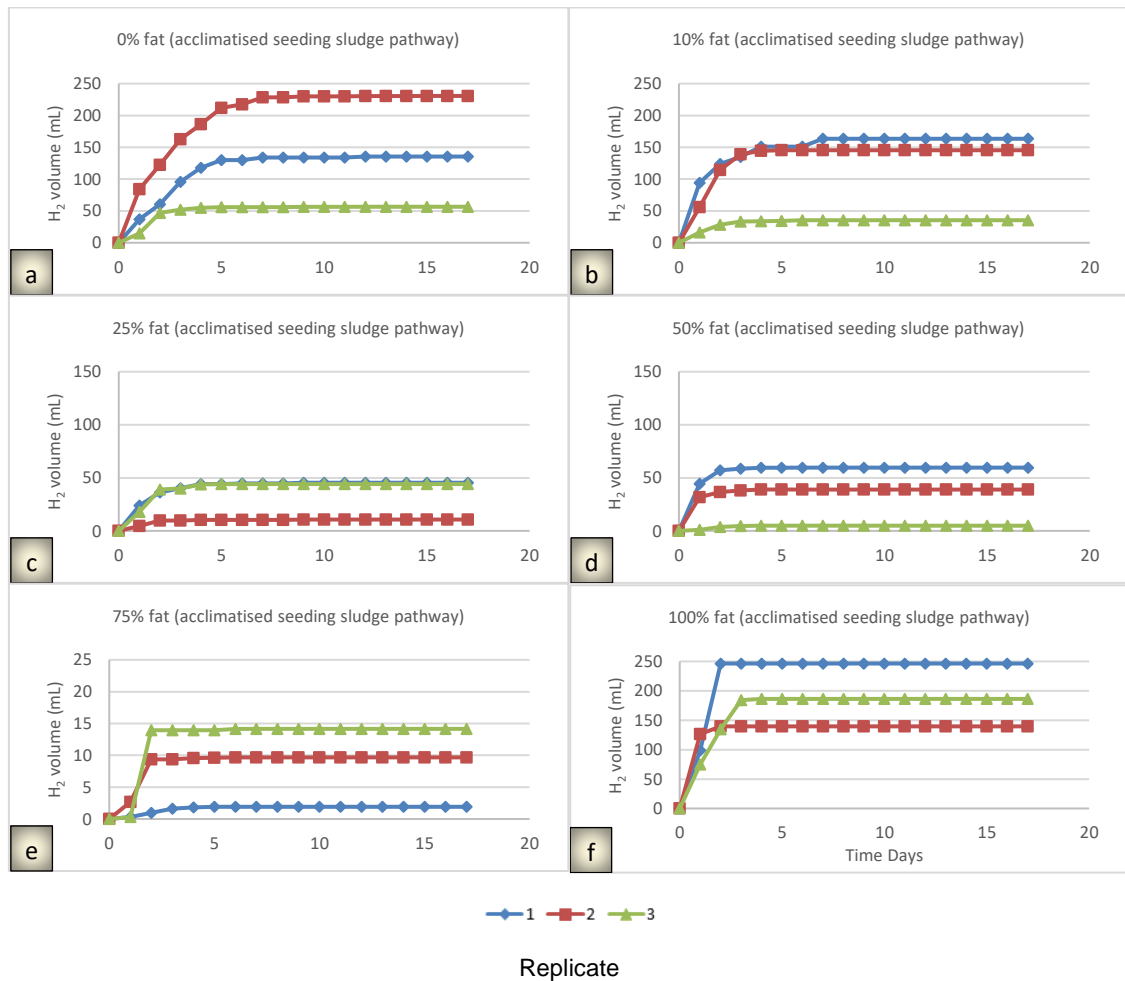 0% fat (acclimatised seeding sludge pathway)
H2 volume (mL)
250
200
150
100
50
0
0 5 10 15 20
a
10% fat (acclimatised seeding sludge pathway)
H2 volume (mL)
250
200
150
100
50
0
0 5 10 15 20
b
25% fat (acclimatised seeding sludge pathway)
H2 volume (mL)
150
100
50
0
0 5 10 15 20
c
50% fat (acclimatised seeding sludge pathway)
H2 volume (mL)
150
100
50
0
0 5 10 15 20
d
75% fat (acclimatised seeding sludge pathway)
H2 volume (mL)
25
20
15
10
5
0
0 5 10 15 20
e
100% fat (acclimatised seeding sludge pathway)
H2 volume (mL)
250
200
150
100
50
0
0 5 10 15 20
Time Days
f
1 2 3
Replicate